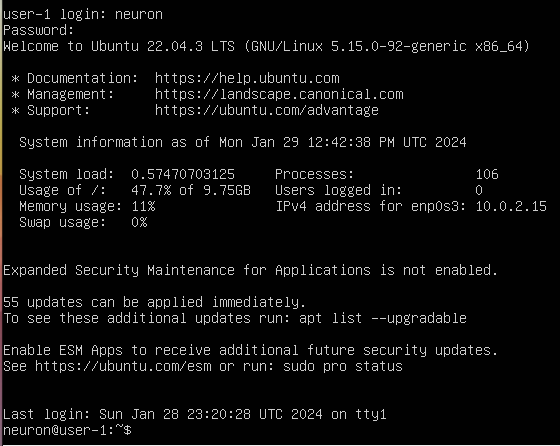 user-1 login: neuron
Password:
Welcome to Ubuntu 22.04.3 LTS (GNU/Linux 5.15.0-92-generic x86_64)
* Documentation:  https://help.ubuntu.com
* Management:     https://landscape.canonical.com
* Support:        https://ubuntu.com/advantage
System information as of Mon Jan 29 12:42:38 PM UTC 2024
System load:  0.57470703125     Processes:               106
Usage of /:   47.7% of 9.75GB   Users logged in:         0
Memory usage: 11%               IPv4 address for enp0s3: 10.0.2.15
Swap usage:   0%
Expanded Security Maintenance for Applications is not enabled.
55 updates can be applied immediately.
To see these additional updates run: apt list --upgradable
Enable ESM Apps to receive additional future security updates.
See https://ubuntu.com/esm or run: sudo pro status
Last login: Sun Jan 28 23:20:28 UTC 2024 on tty1
neuron@user-1:~$